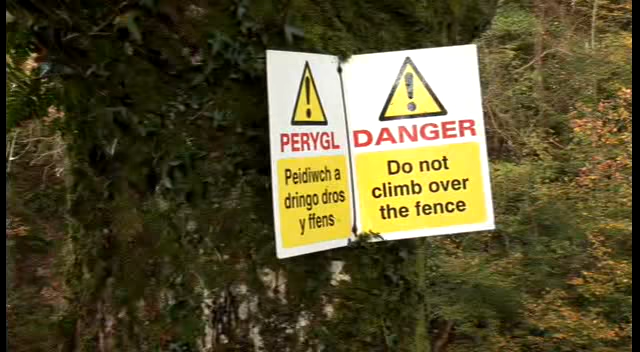 PERYGL
Peidiwch a
dringo dros
y ffens
DANGER
Do not
climb over
the fence